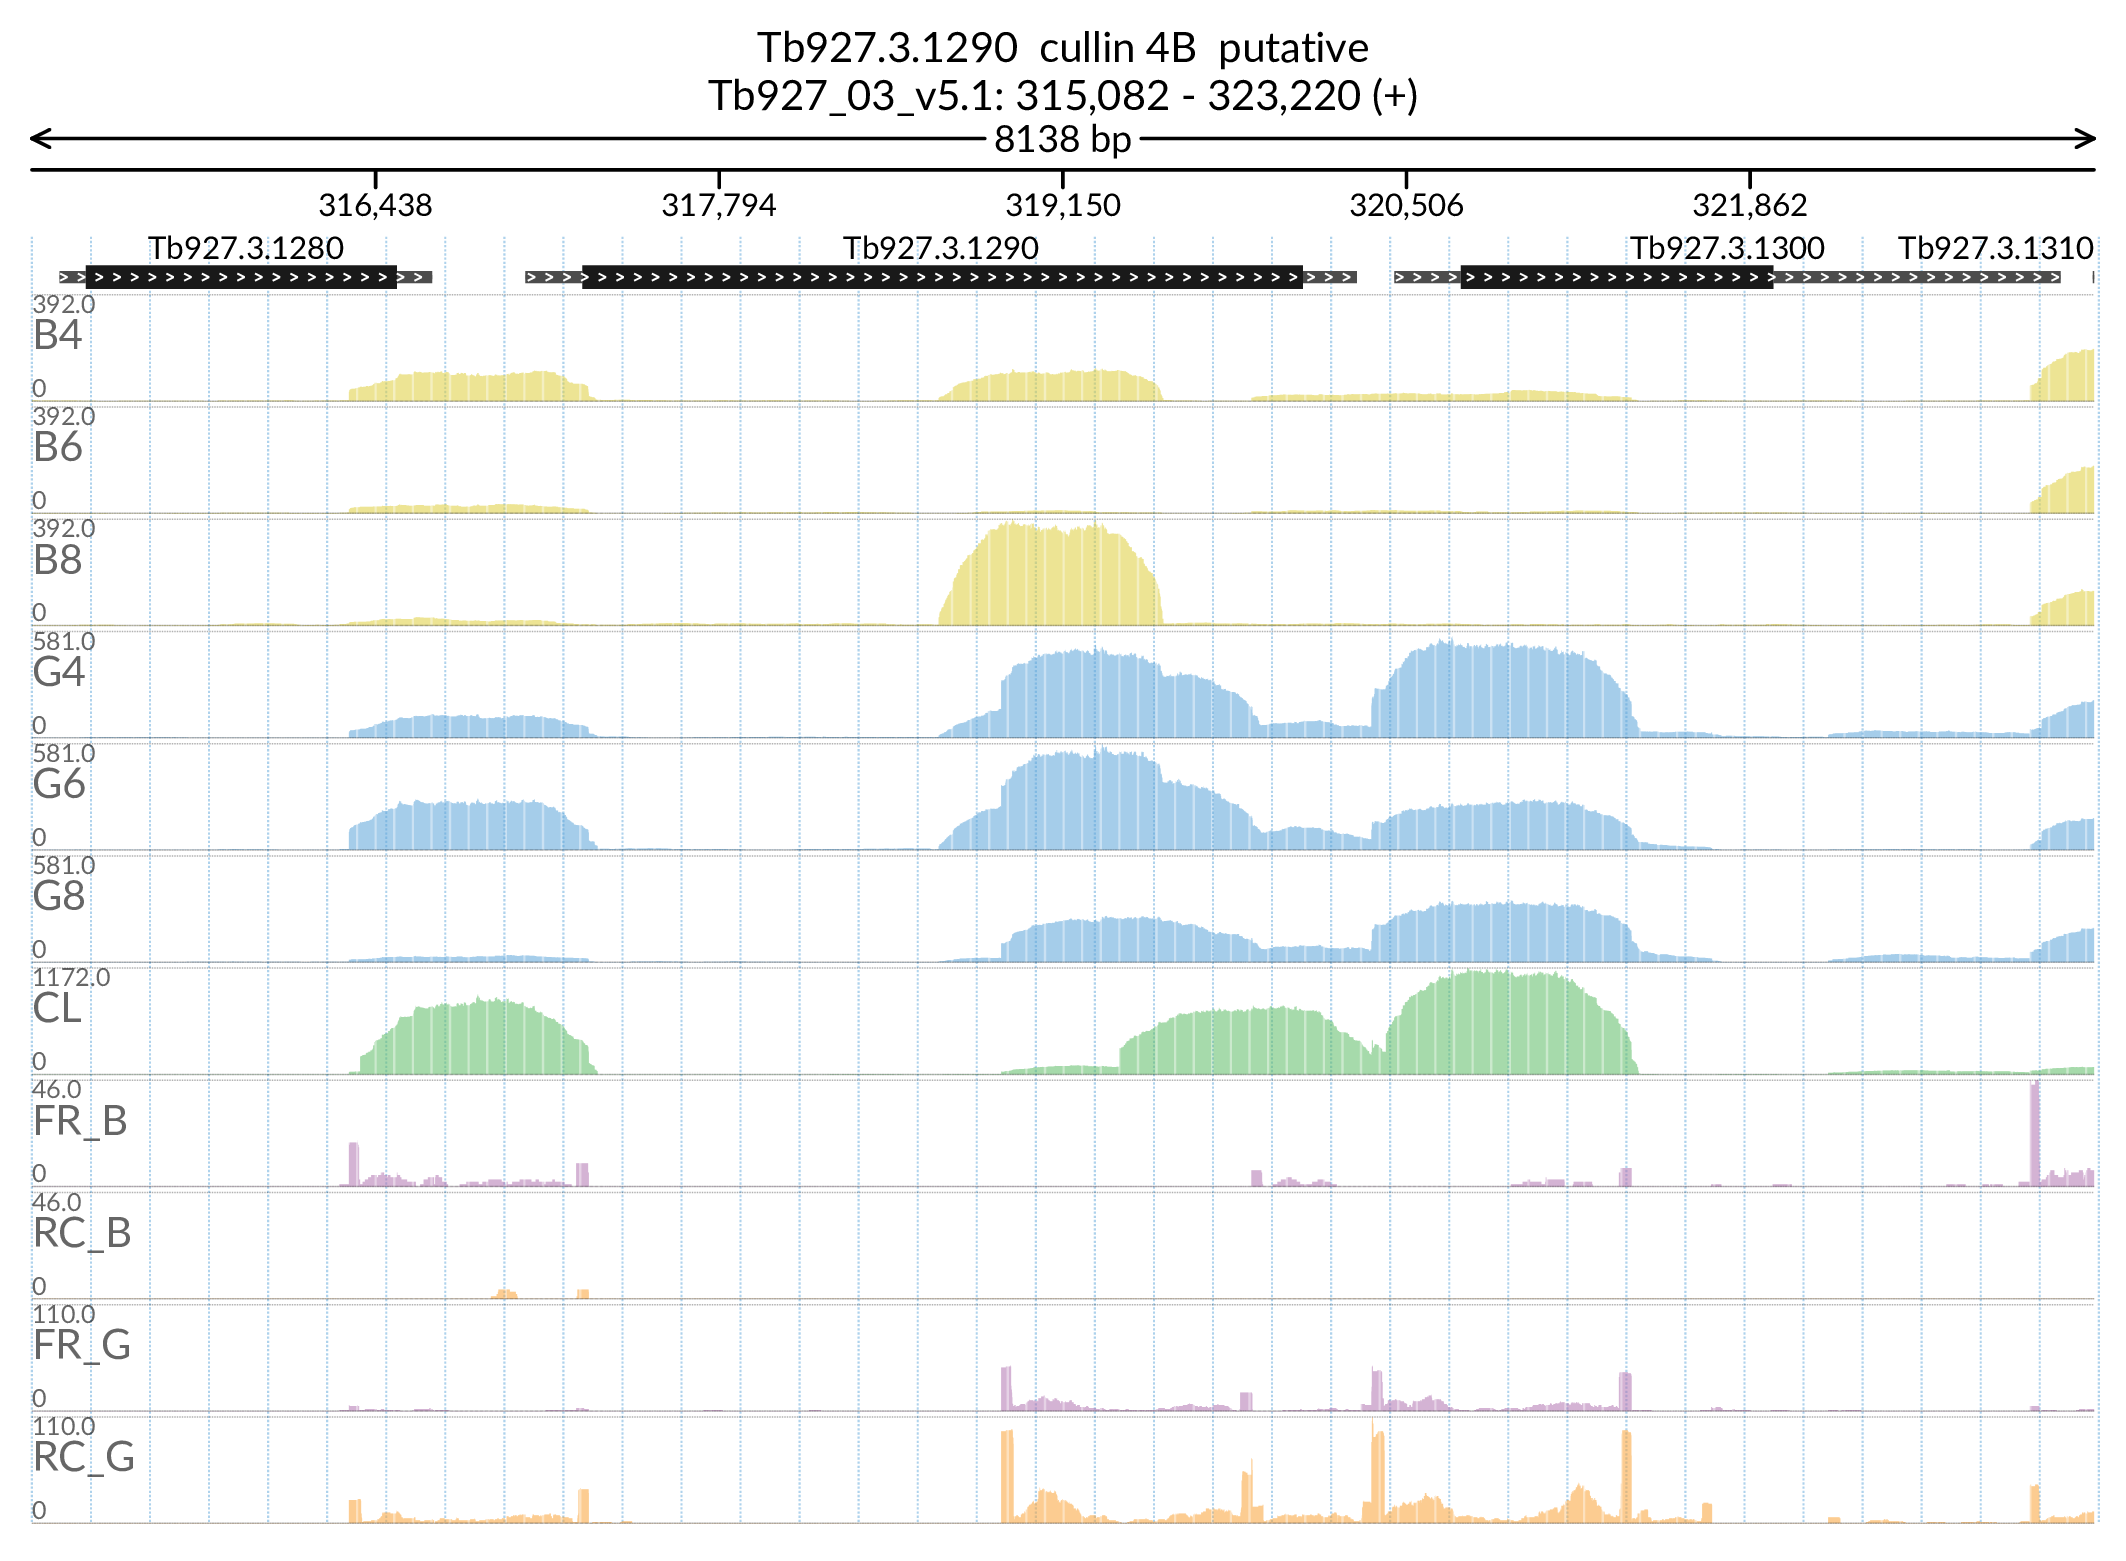 Tb927.3.1290  cullin 4B  putative
Tb927_03_v5.1: 315,082 - 323,220 (+)
8138 bp
316,438 317,794 319,150 320,506 321,862
Tb927.3.1280 Tb927.3.1290 Tb927.3.1300 Tb927.3.1310
392.0
B4
0
392.0
B6
0
392.0
B8
0
581.0
G4
0
581.0
G6
0
581.0
G8
0
1172.0
CL
0
46.0
FR_B
0
46.0
RC_B
0
110.0
FR_G
0
110.0
RC_G
0